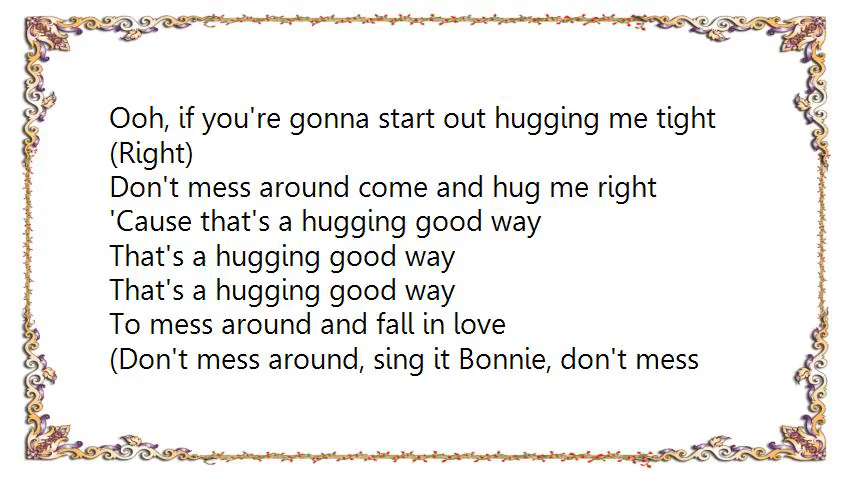 Ooh, if you're gonna start out hugging me tight
(Right)
Don't mess around come and hug me right
'Cause that's a hugging good way
That's a hugging good way
That's a hugging good way
To mess around and fall in love
(Don't mess around, sing it Bonnie, don't mess